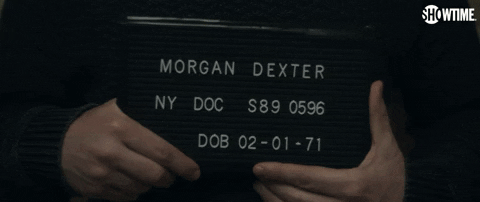 SHOWTIME
MORGAN DEXTER
NY DOC S89 0596
DOB 02-01-71